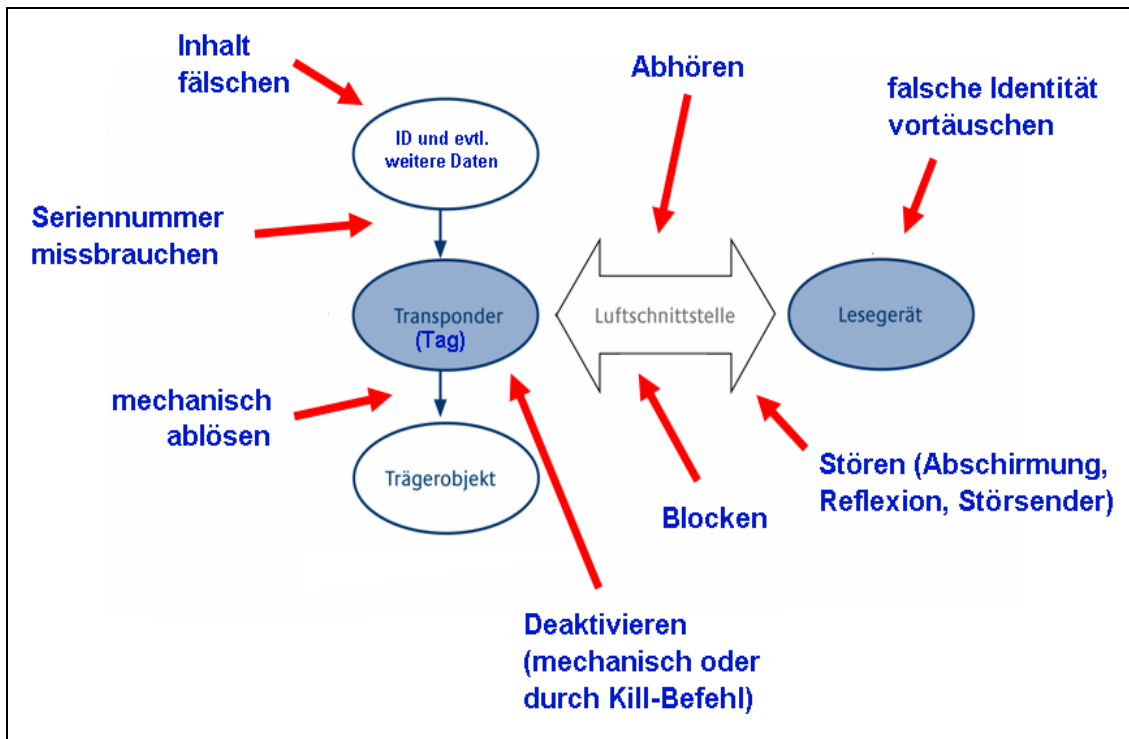 Inhalt
fälschen
Abhören
falsche Identität
vortäuschen
ID und evtl.
weitere Daten
Seriennummer
missbrauchen
Transponder
(Tag)
Luftschnittstelle
Lesegerät
mechanisch
ablösen
Trägerobjekt
Blocken
Stören (Abschirmung,
Reflexion, Störsender)
Deaktivieren
(mechanisch oder
durch Kill-Befehl)